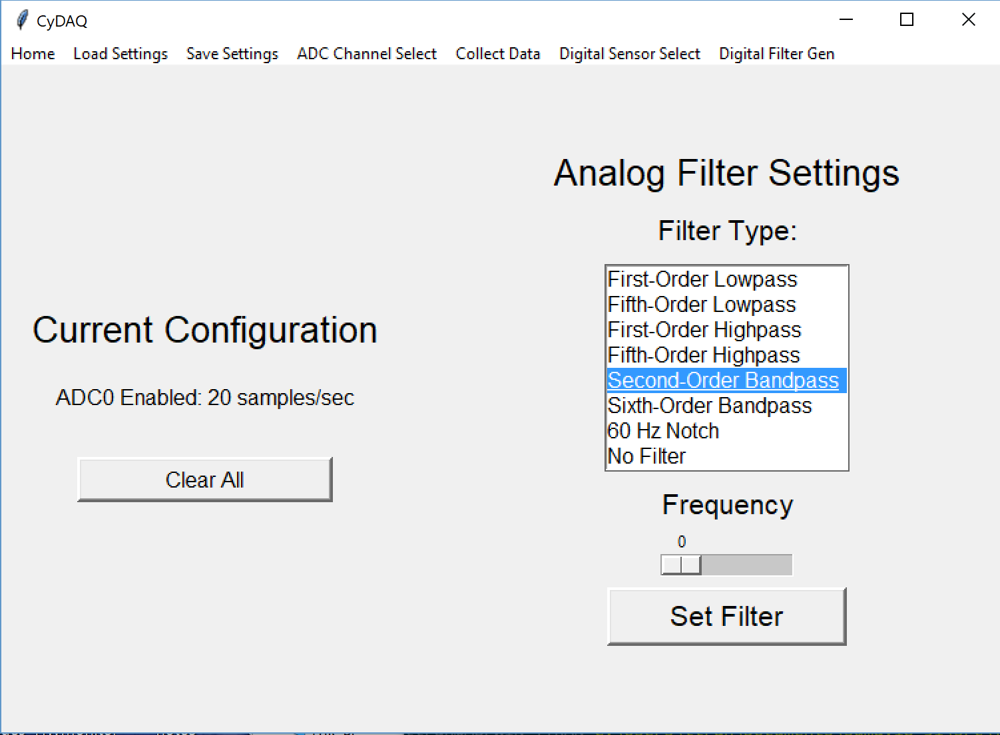 CyDAQ
Home Load Settings Save Settings ADC Channel Select Collect Data Digital Sensor Select Digital Filter Gen
Current Configuration
ADC0 Enabled: 20 samples/sec
Clear All
Analog Filter Settings
Filter Type:
First-Order Lowpass
Fifth-Order Lowpass
First-Order Highpass
Fifth-Order Highpass
Second-Order Bandpass
Sixth-Order Bandpass
60 Hz Notch
No Filter
Frequency
0
Set Filter